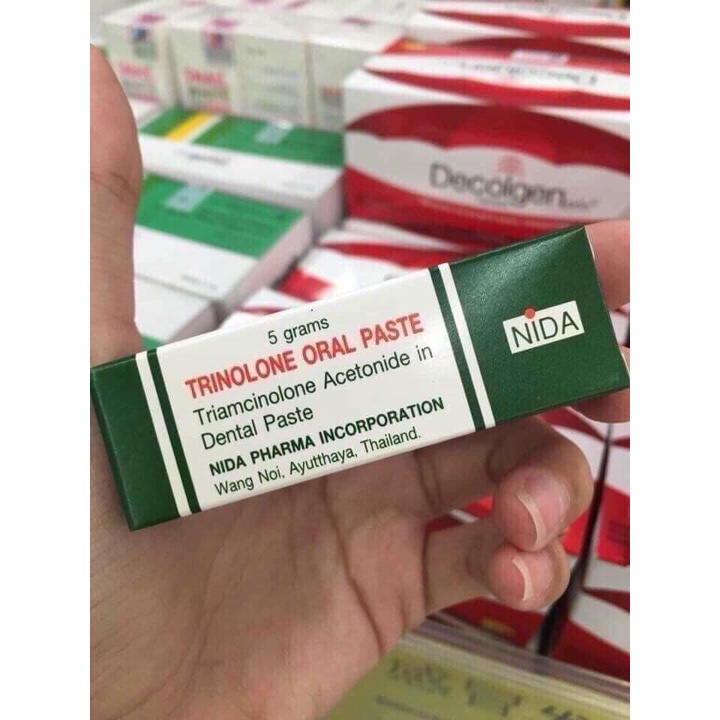 Decolgen
5 grams
TRINOLONE ORAL PASTE
Triamcinolone Acetonide in
Dental Paste
NIDA PHARMA INCORPORATION
Wang Noi, Ayutthaya, Thailand.
NIDA